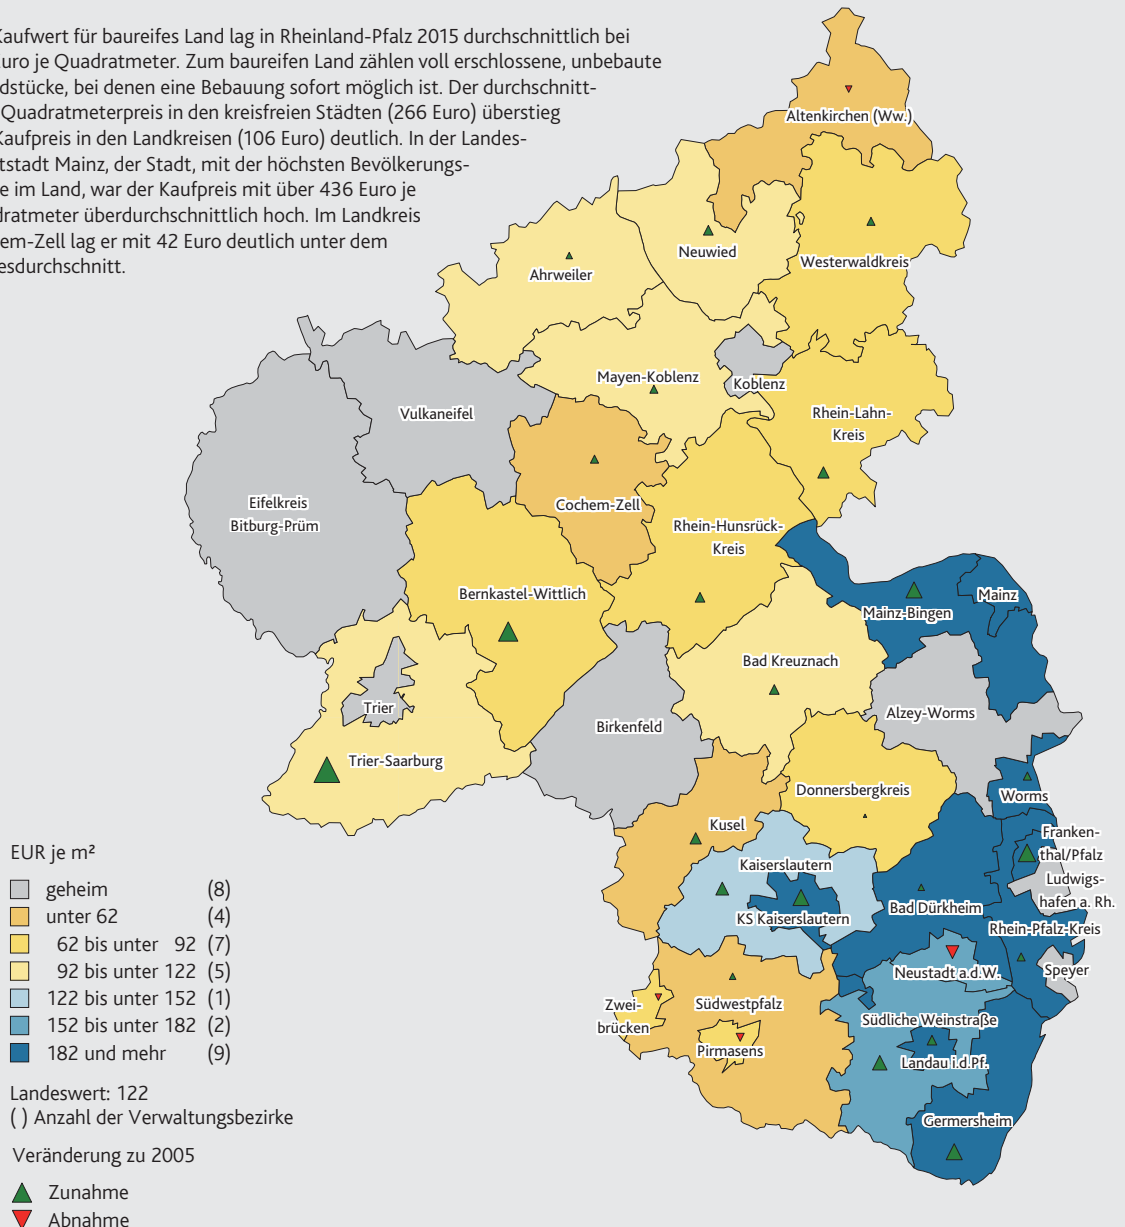 Kaufwert für baureifes Land lag in Rheinland-Pfalz 2015 durchschnittlich bei
uro je Quadratmeter. Zum baureifen Land zählen voll erschlossene, unbebaute
dstücke, bei denen eine Bebauung sofort möglich ist. Der durchschnitt-
Quadratmeterpreis in den kreisfreien Städten (266 Euro) überstieg
Kaufpreis in den Landkreisen (106 Euro) deutlich. In der Landes-
tstadt Mainz, der Stadt, mit der höchsten Bevölkerungs-
e im Land, war der Kaufpreis mit über 436 Euro je
dratmeter überdurchschnittlich hoch. Im Landkreis
em-Zell lag er mit 42 Euro deutlich unter dem
esdurchschnitt.
Altenkirchen (Ww.)
Neuwied
Westerwaldkreis
Ahrweiler
Mayen-Koblenz
Koblenz
Vulkaneifel
Rhein-Lahn-
Kreis
Eifelkreis
Bitburg-Prüm
Cochem-Zell
Rhein-Hunsrück-
Kreis
Bernkastel-Wittlich
Mainz
Mainz-Bingen
Bad Kreuznach
Trier
Birkenfeld
Alzey-Worms
Trier-Saarburg
Donnersbergkreis
Worms
Kusel
Franken-
thal/Pfalz
Kaiserslautern
Ludwigs-
hafen a. Rh.
KS Kaiserslautern
Bad Dürkheim
Rhein-Pfalz-Kreis
Neustadt a.d.W.
Speyer
Zwei-
brücken
Südwestpfalz
Südliche Weinstraße
Pirmasens
Landau i.d.Pf.
Germersheim
EUR je m²
geheim (8)
unter 62 (4)
62 bis unter 92 (7)
92 bis unter 122 (5)
122 bis unter 152 (1)
152 bis unter 182 (2)
182 und mehr (9)
Landeswert: 122
( ) Anzahl der Verwaltungsbezirke
Veränderung zu 2005
Zunahme
Abnahme